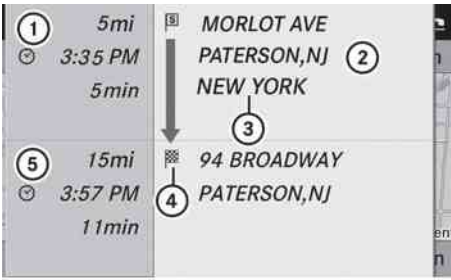 1 5mi S MORLOT AVE
3:35 PM PATERSON,NJ 2
5min NEW YORK
3
5 15mi 94 BROADWAY
3:57 PM 4 PATERSON,NJ
11min